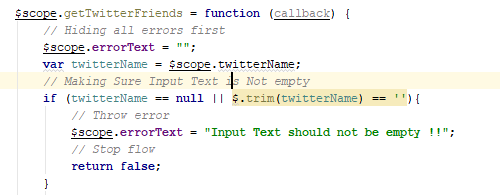 $scope.getTwitterFriends = function (callback) {
// Hiding all errors first
$scope.errorText = "";
var twitterName = $scope.twitterName;
// Making Sure Input Text is Not empty
if (twitterName == null || $.trim(twitterName) == ''){
// Throw error
$scope.errorText = "Input Text should not be empty !!";
// Stop flow
return false;
}